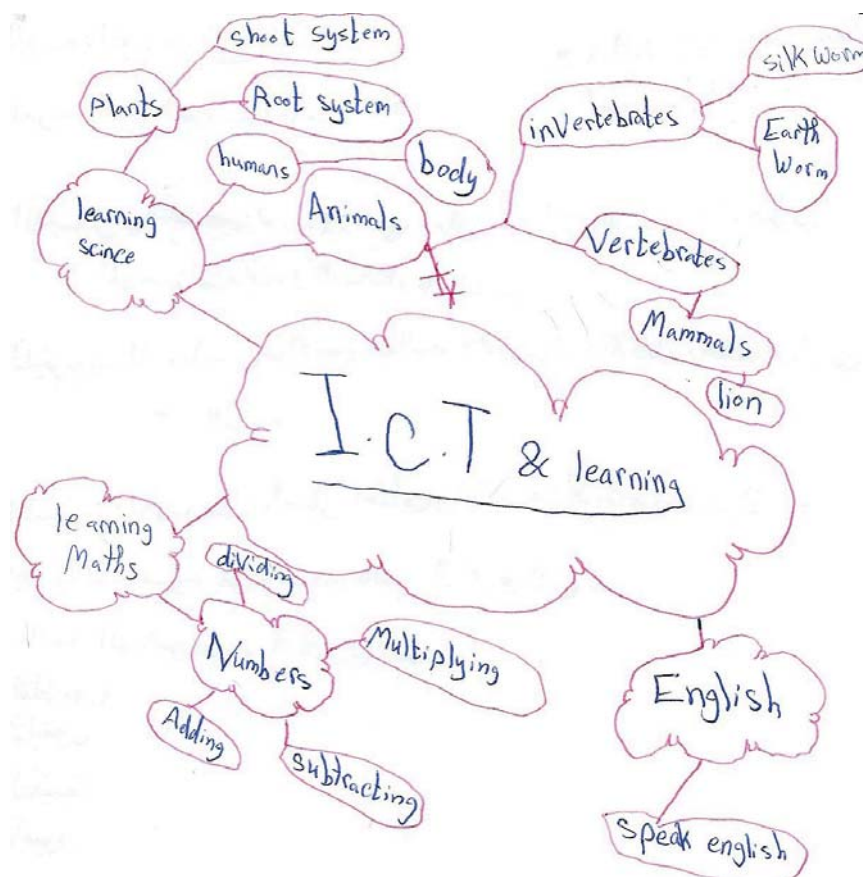 shoot system
plants
Root system
humans
body
learning
scince
Animals
inVertebrates
silk worm
Earth
Worm
Vertebrates
Mammals
lion
I.C.T & learning
learning
Maths
dividing
Numbers
Multiplying
Adding
subtracting
English
speak english